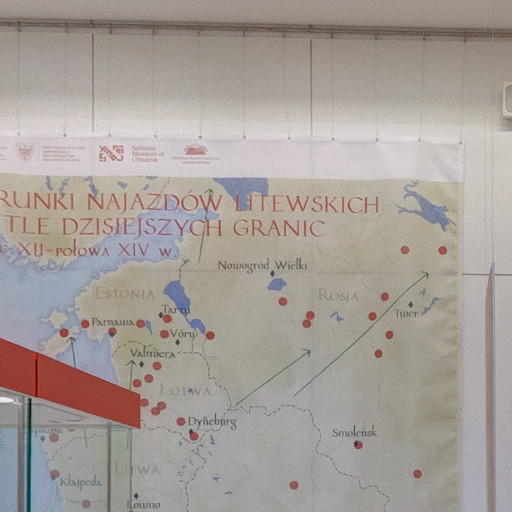 National
Museum of
Lithuania
RUNKI NAJAZDÓW LITEWSKICH
TLE DZISIEJSZYCH GRANIC
XII-połowa XIV w.
Nowogród Wielki
Estonia
Rosja
Tartu
Parnawa
Twer
Võru
Valmiera
Łotwa
Dyneburg
Smoleńsk
Litwa
Kłajpeda
Kowno